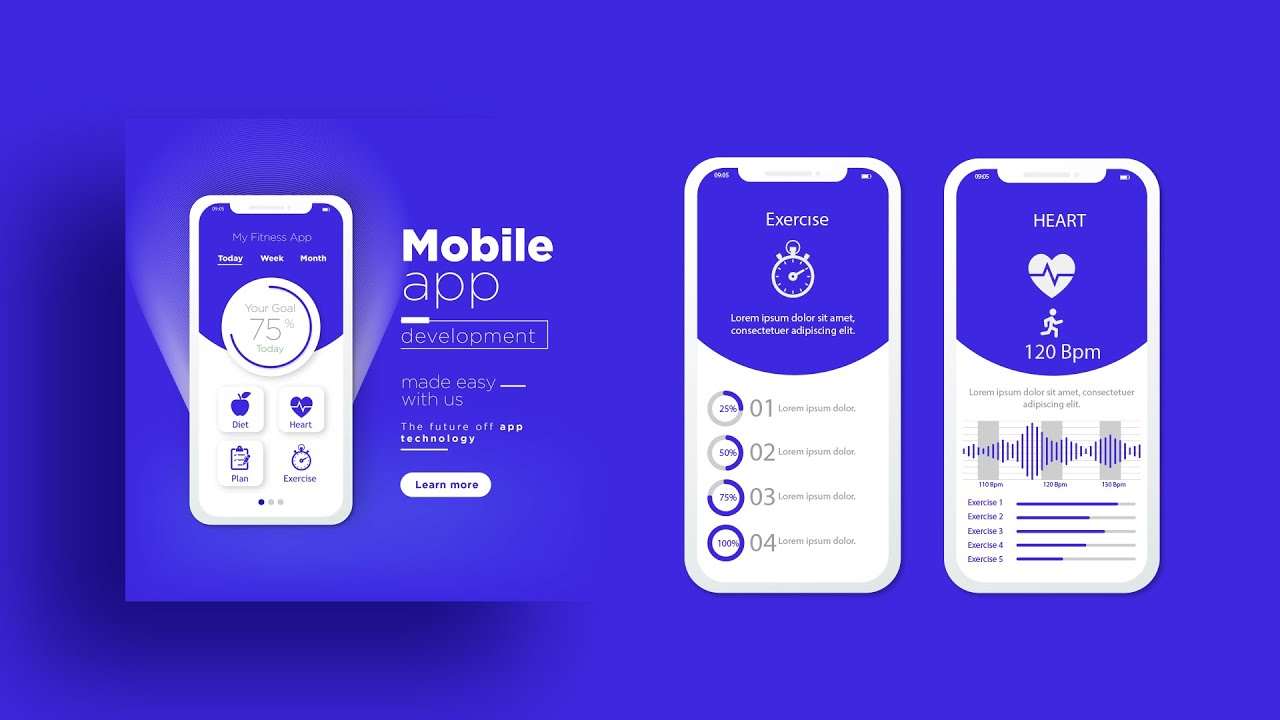 09:05
My Fitness App
Today Week Month
Your Goal
75 %
Today
Diet Heart
Plan Exercise
Mobile
app
development
made easy
with us
The future off app
technology
Learn more
09:05
Exercise
Lorem ipsum dolor sit amet,
consectetuer adipiscing elit.
25% 01 Lorem ipsum dolor.
50% 02 Lorem ipsum dolor.
75% 03 Lorem ipsum dolor.
100% 04 Lorem ipsum dolor.
09:05
HEART
120 Bpm
Lorem ipsum dolor sit amet, consectetuer
adipiscing elit.
110 Bpm 120 Bpm 130 Bpm
Exercise 1
Exercise 2
Exercise 3
Exercise 4
Exercise 5